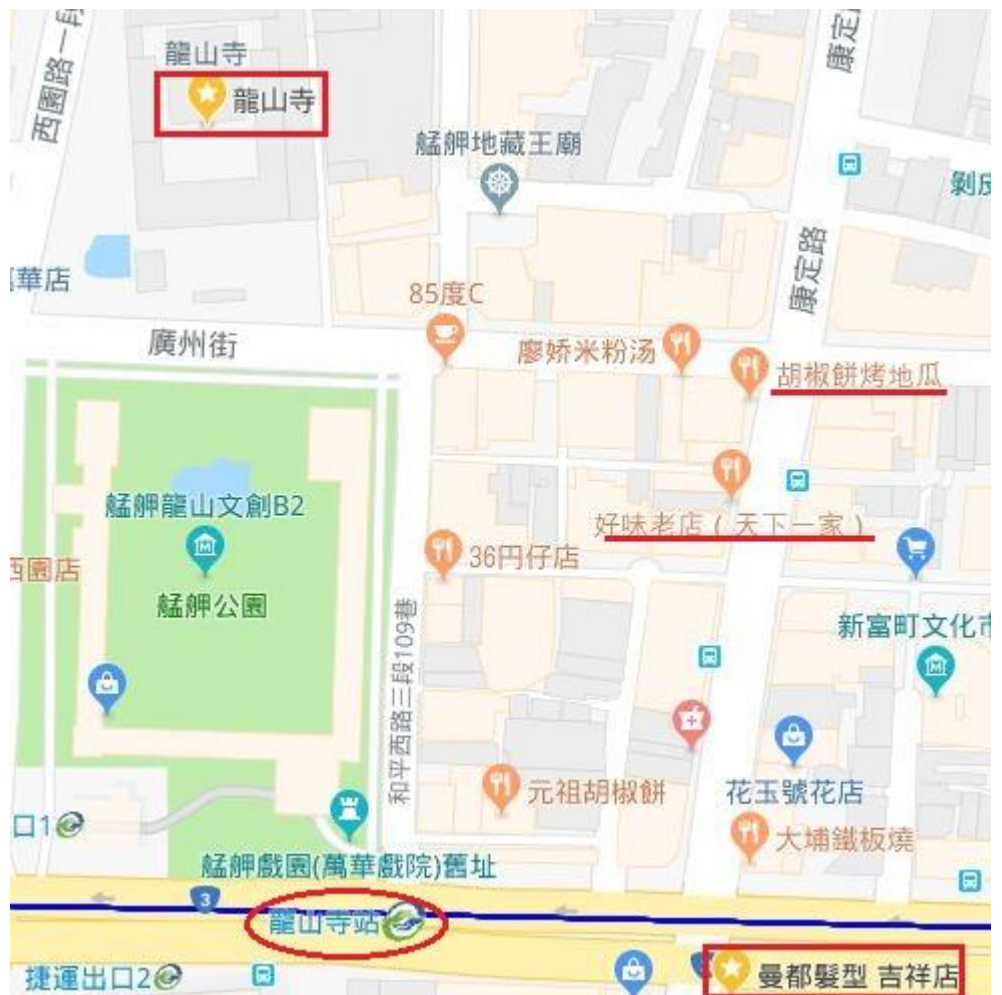 西園路一段
龍山寺
龍山寺
康定
艋舺地藏王廟
剝皮
康定路
華店
85度C
廣州街
廖娇米粉汤
胡椒餅烤地瓜
艋舺龍山文創B2
好味老店（天下一家）
36円仔店
西園店
艋舺公園
新富町文化市
和平西路三段109巷
元祖胡椒餅
花玉號花店
口1
大埔鐵板燒
艋舺戲園(萬華戲院)舊址
3
龍山寺站
捷運出口2
曼都髮型 吉祥店